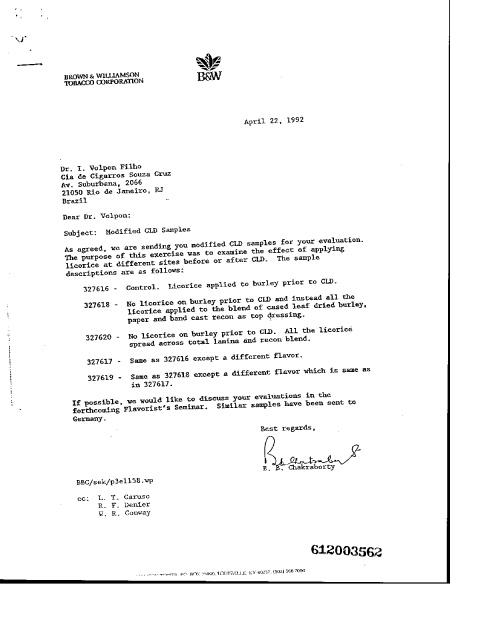 BROWN & WILLIAMSON
TOBACCO CORPORATION
B&W
April 22, 1992
Dr. I. Volpon Filho
Cia de Cigarros Souza Cruz
Av. Suburbana, 2066
21050 Rio de Janeiro, RJ
Brazil
Dear Dr. Volpon:
Subject: Modified CLD Samples
As agreed, we are sending you modified CLD samples for your evaluation.
The purpose of this exercise was to examine the effect of applying
licorice at different sites before or after CLD. The sample
descriptions are as follows:
327616 - Control. Licorice applied to burley prior to CLD.
327618 - No licorice on burley prior to CLD and instead all the
licorice applied to the blend of cased leaf dried burley,
paper and band cast recon as top dressing.
327620 - No licorice on burley prior to CLD. All the licorice
spread across total lamina and recon blend.
327617 - Same as 327616 except a different flavor.
327619 - Same as 327618 except a different flavor which is same as
in 327617.
If possible, we would like to discuss your evaluations in the
forthcoming Flavorist's Seminar. Similar samples have been sent to
Germany.
Best regards,
B. B. Chakraborty
BBC/sek/p3ell58.wp
cc: L. T. Caruso
R. F. Denier
W. R. Conway
612003562
LOUISVILLE, KY